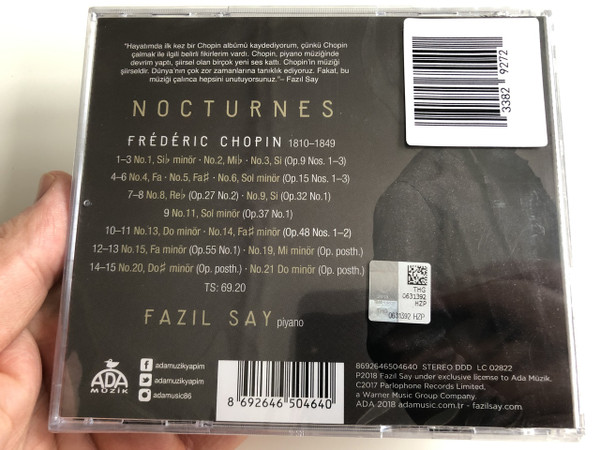 "Hayatımda ilk kez bir Chopin albümü kaydediyorum, çünkü Chopin
çalmak ile ilgili belirli fikirlerim vardı. Chopin, piyano müziğinde
devrim yaptı, şiirsel olan birçok yeni ses kattı. Chopin'in müziği
şiirseldir. Dünya'nın çok zor zamanlarına tanıklık ediyoruz. Fakat, bu
müziği çalınca hepsini unutuyorsunuz."– Fazıl Say
3382 9272
NOCTURNES
FRÉDÉRIC CHOPIN 1810–1849
1–3 No.1, Si♭ minör · No.2, Mi♭ · No.3, Si (Op.9 Nos. 1–3)
4–6 No.4, Fa · No.5, Fa♯ · No.6, Sol minör (Op.15 Nos. 1–3)
7–8 No.8, Re♭ (Op.27 No.2) · No.9, Si (Op.32 No.1)
9 No.11, Sol minör (Op.37 No.1)
10–11 No.13, Do minör · No.14, Fa♯ minör (Op.48 Nos. 1–2)
12–13 No.15, Fa minör (Op.55 No.1) · No.19, Mi minör (Op. posth.)
14–15 No.20, Do♯ minör (Op. posth.) · No.21 Do minör (Op. posth.)
TS: 69.20
THG
0631392
HZP
0631392 HZP
FAZIL SAY piyano
ADA
MÜZİK
adamuzikyapim
adamuzikyapim
adamusic86
8 692646 504640
8692646504640 STEREO DDD LC 02822
P2018 Fazıl Say under exclusive license to Ada Müzik.
C2017 Parlophone Records Limited,
a Warner Music Group Company.
ADA 2018 adamusic.com.tr - fazilsay.com